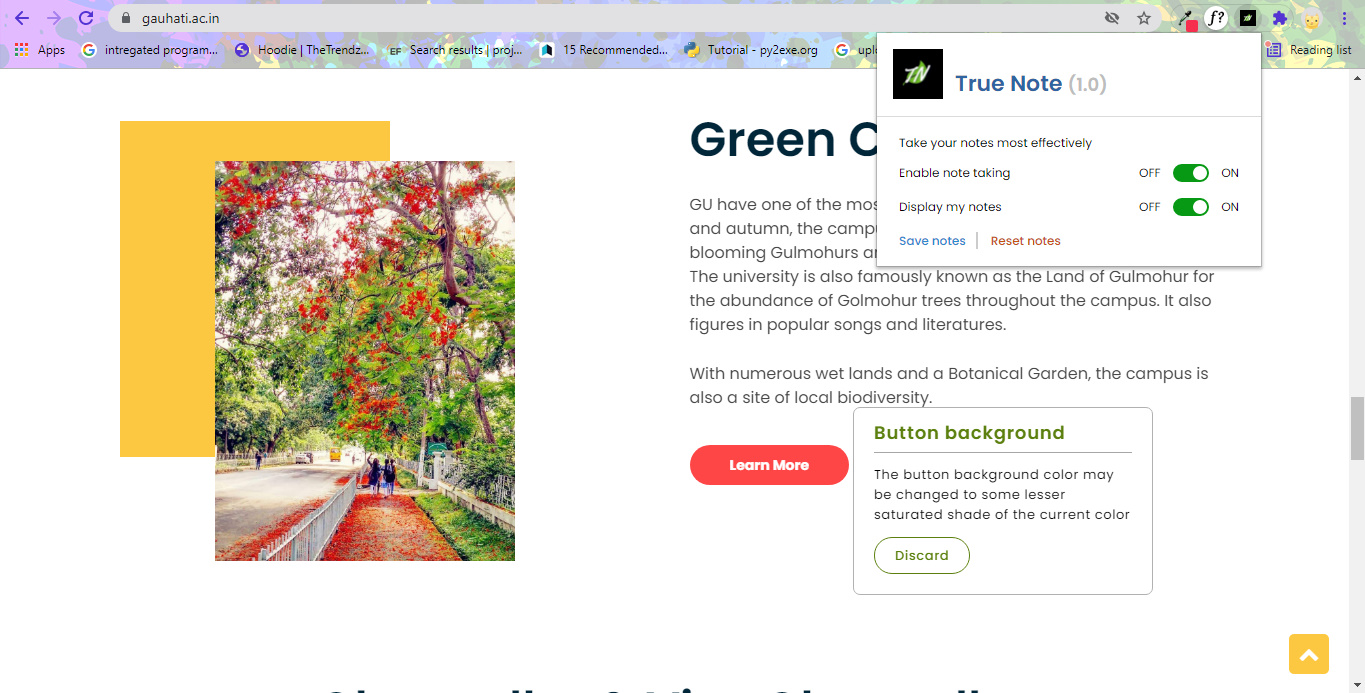 gauhati.ac.in
f?
Apps
intregated program...
Hoodie | TheTrendz...
EF Search results | proj...
15 Recommended...
Tutorial - py2exe.org
Reading list
TN
True Note (1.0)
Take your notes most effectively
Enable note taking OFF ON
Display my notes OFF ON
Save notes | Reset notes
Green
GU have one of the
and autumn, the
blooming Gulmohurs
The university is also famously known as the Land of Gulmohur for
the abundance of Golmohur trees throughout the campus. It also
figures in popular songs and literatures.
With numerous wet lands and a Botanical Garden, the campus is
also a site of local biodiversity.
Learn More
Button background
The button background color may
be changed to some lesser
saturated shade of the current color
Discard